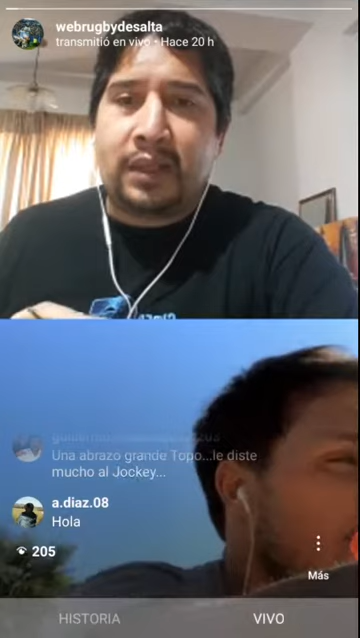 webrugbydesalta
transmitió en vivo • Hace 20 h
Una abrazo grande Topo...le diste
mucho al Jockey...
a.diaz.08
Hola
205
Más
HISTORIA
VIVO